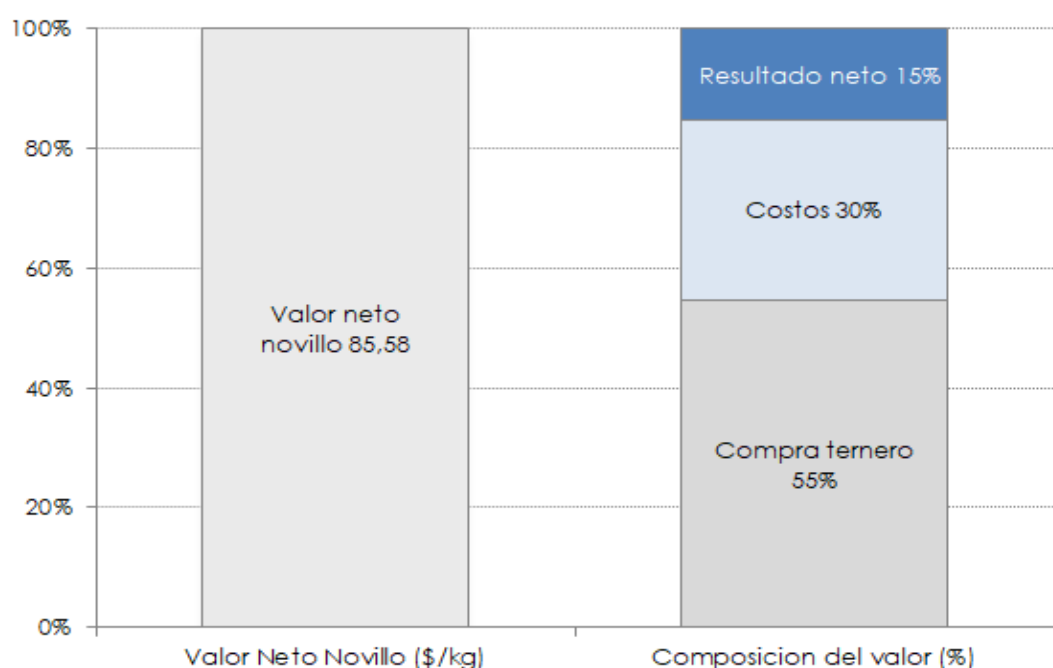 100%
80%
60%
40%
20%
0%
Valor neto
novillo 85,58
Resultado neto 15%
Costos 30%
Compra ternero
55%
Valor Neto Novillo ($/kg)
Composicion del valor (%)